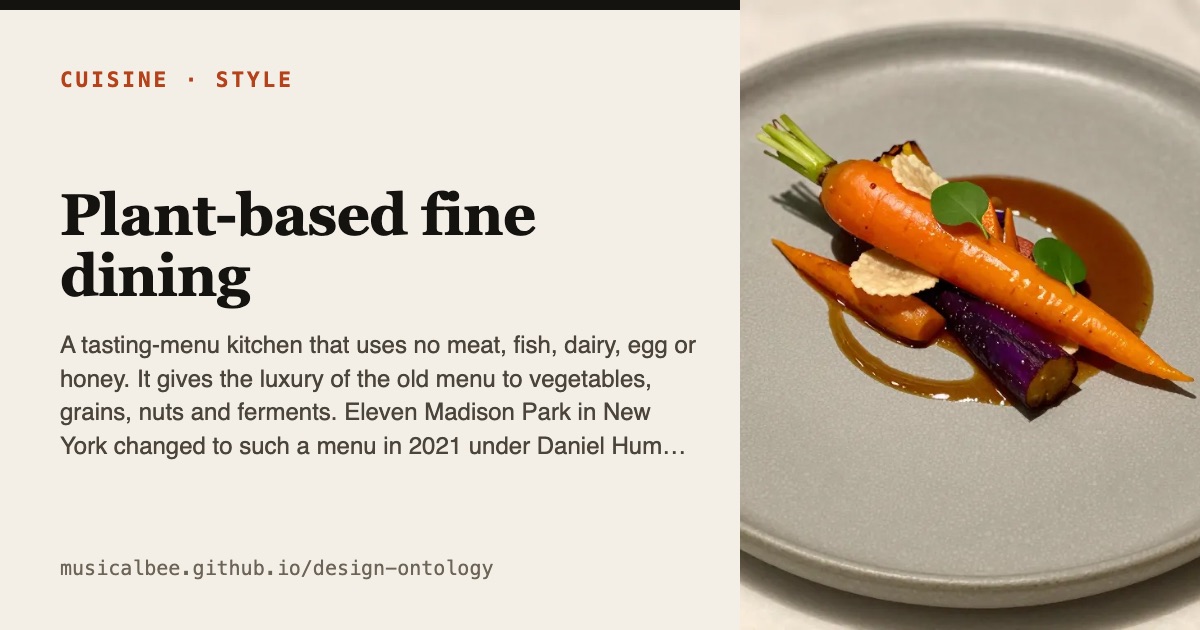 CUISINE · STYLE
Plant-based fine
dining
A tasting-menu kitchen that uses no meat, fish, dairy, egg or
honey. It gives the luxury of the old menu to vegetables,
grains, nuts and ferments. Eleven Madison Park in New
York changed to such a menu in 2021 under Daniel Hum…
musicalbee.github.io/design-ontology